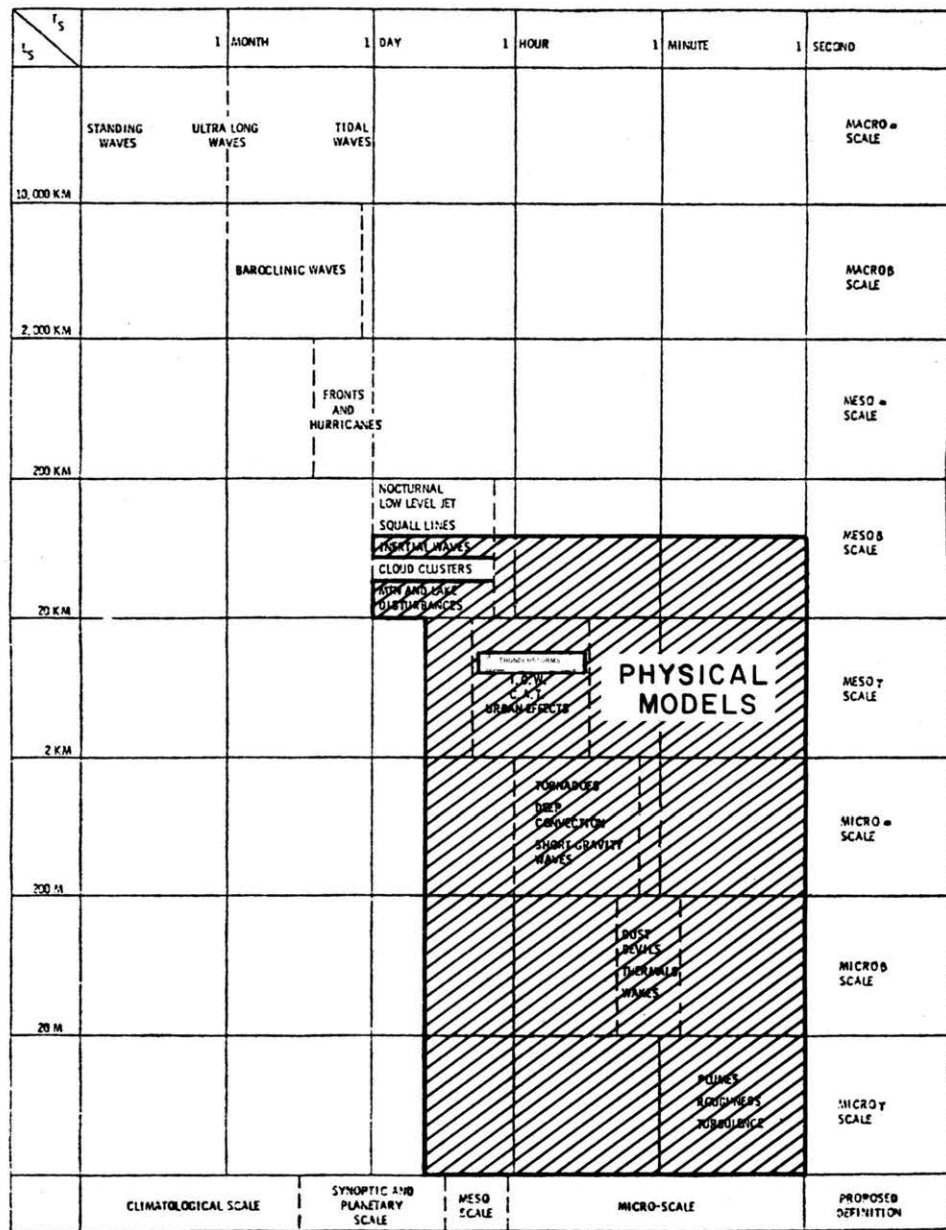 T_S
L_S
1 MONTH
1 DAY
1 HOUR
1 MINUTE
1 SECOND
STANDING
WAVES
ULTRA LONG
WAVES
TIDAL
WAVES
MACRO α
SCALE
10,000 KM
BAROCLINIC WAVES
MACRO β
SCALE
2,000 KM
FRONTS
AND
HURRICANES
MESO α
SCALE
200 KM
NOCTURNAL
LOW LEVEL JET
SQUALL LINES
INERTIAL WAVES
CLOUD CLUSTERS
MTN AND LAKE
DISTURBANCES
MESO β
SCALE
20 KM
THUNDERSTORMS
I.G.W.
C.A.T.
URBAN EFFECTS
PHYSICAL
MODELS
MESO γ
SCALE
2 KM
TORNADOES
DEEP
CONVECTION
SHORT GRAVITY
WAVES
MICRO α
SCALE
200 M
DUST
DEVILS
THERMALS
WAKES
MICRO β
SCALE
20 M
PLUMES
ROUGHNESS
TURBULENCE
MICRO γ
SCALE
CLIMATOLOGICAL SCALE
SYNOPTIC AND
PLANETARY
SCALE
MESO
SCALE
MICRO-SCALE
PROPOSED
DEFINITION